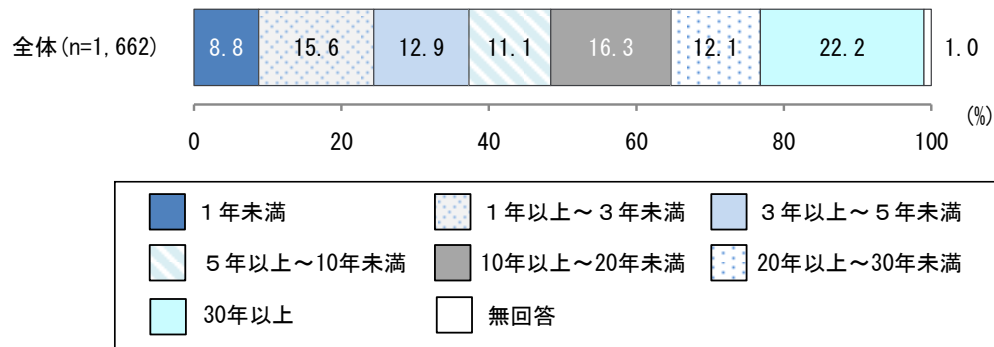 全体(n=1,662) 8.8 15.6 12.9 11.1 16.3 12.1 22.2 1.0
(%)
0 20 40 60 80 100
１年未満 １年以上～３年未満 ３年以上～５年未満
５年以上～10年未満 10年以上～20年未満 20年以上～30年未満
30年以上 無回答